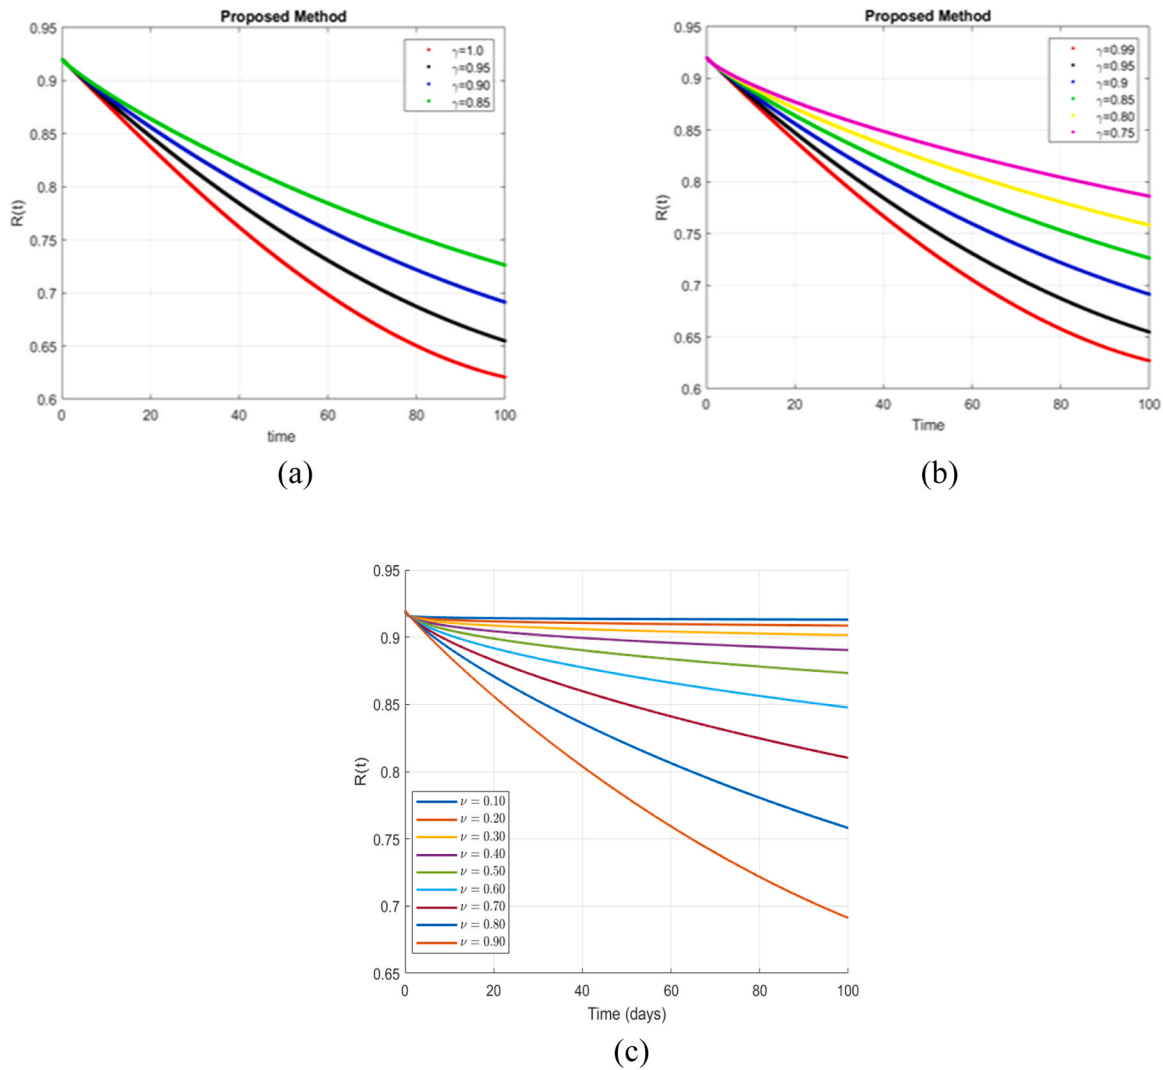 Proposed Method
0.95
0.9
0.85
0.8
0.75
0.7
0.65
0.6
R(t)
0 20 40 60 80 100
time
γ=1.0
γ=0.95
γ=0.90
γ=0.85
(a)
Proposed Method
0.95
0.9
0.85
0.8
0.75
0.7
0.65
0.6
R(t)
0 20 40 60 80 100
Time
γ=0.99
γ=0.95
γ=0.9
γ=0.85
γ=0.80
γ=0.75
(b)
0.95
0.9
0.85
0.8
0.75
0.7
0.65
R(t)
ν = 0.10
ν = 0.20
ν = 0.30
ν = 0.40
ν = 0.50
ν = 0.60
ν = 0.70
ν = 0.80
ν = 0.90
0 20 40 60 80 100
Time (days)
(c)